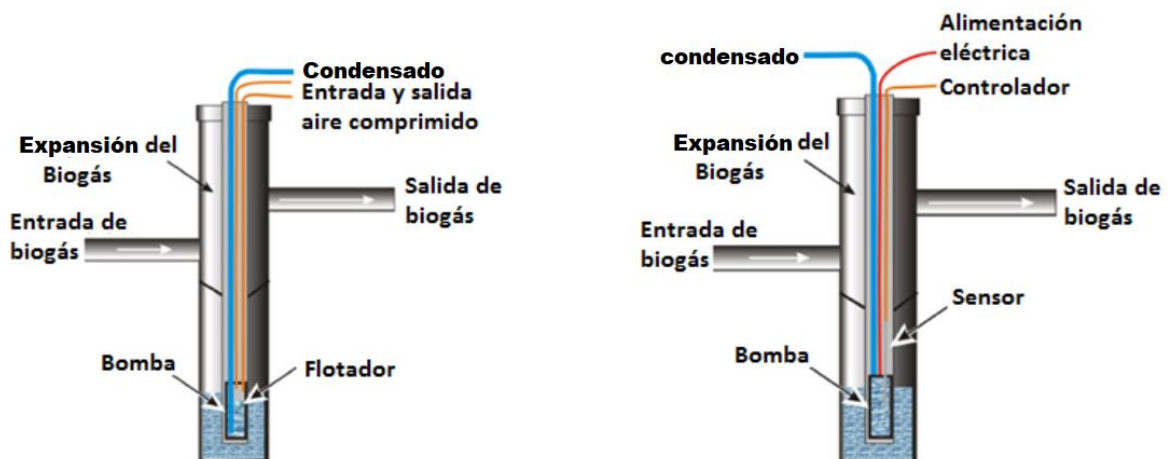 Condensado
Entrada y salida
aire comprimido
Expansión del
Biogás
Salida de
biogás
Entrada de
biogás
Bomba
Flotador
condensado
Alimentación
eléctrica
Controlador
Expansión del
Biogás
Salida de
biogás
Entrada de
biogás
Sensor
Bomba